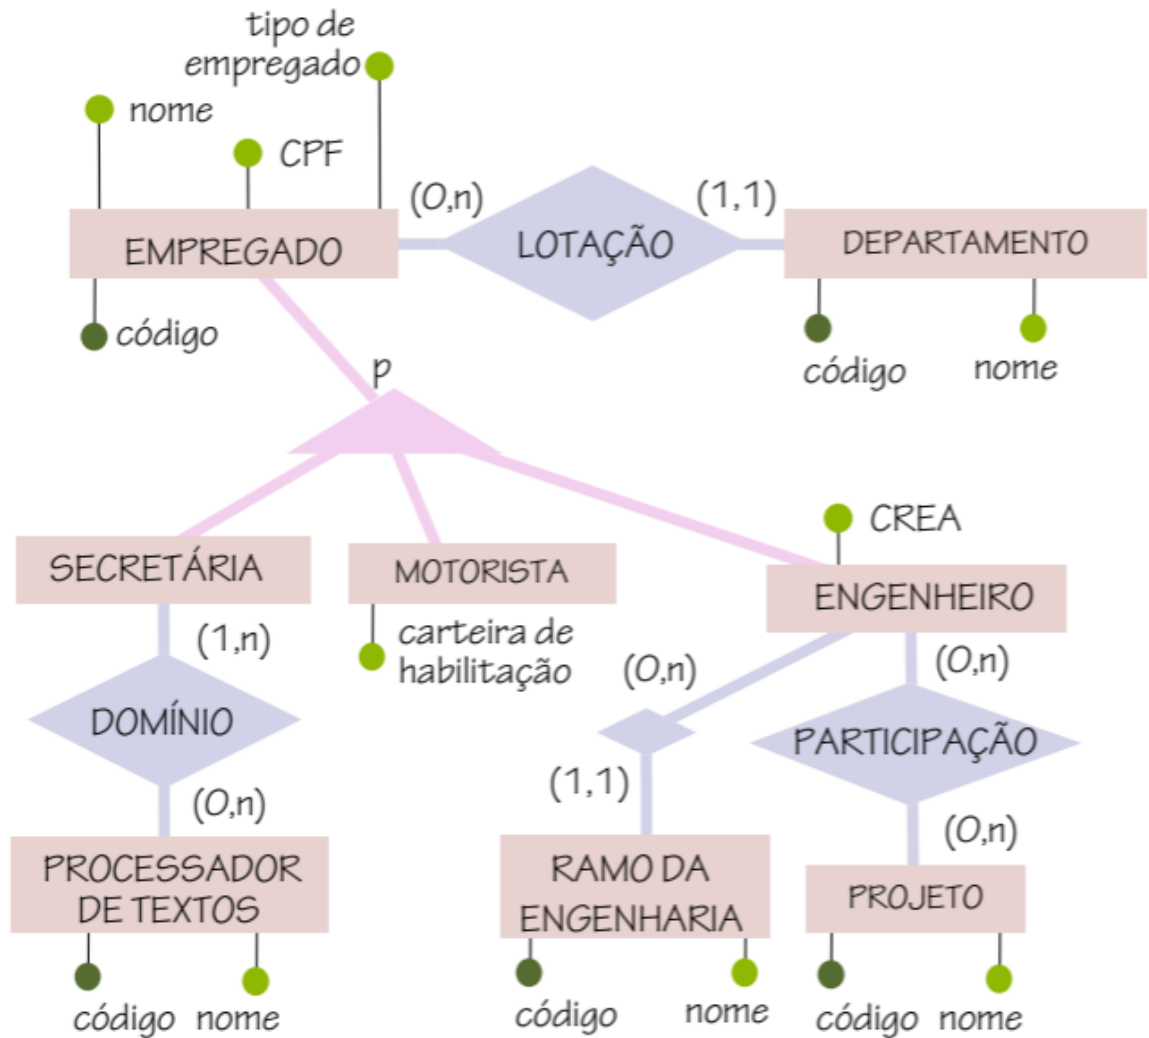 tipo de
empregado
nome
CPF
(0,n)
(1,1)
EMPREGADO
LOTAÇÃO
DEPARTAMENTO
código
código
nome
p
CREA
SECRETÁRIA
MOTORISTA
ENGENHEIRO
(1,n)
carteira de
habilitação
(0,n)
(0,n)
DOMÍNIO
PARTICIPAÇÃO
(0,n)
(1,1)
(0,n)
PROCESSADOR
DE TEXTOS
RAMO DA
ENGENHARIA
PROJETO
código
nome
código
nome
código
nome